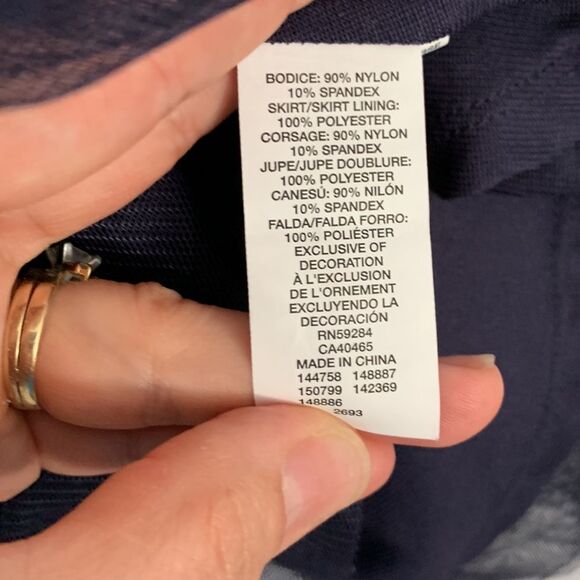 BODICE: 90% NYLON
10% SPANDEX
SKIRT/SKIRT LINING:
100% POLYESTER
CORSAGE: 90% NYLON
10% SPANDEX
JUPE/JUPE DOUBLURE:
100% POLYESTER
CANESÚ: 90% NILÓN
10% SPANDEX
FALDA/FALDA FORRO:
100% POLIÉSTER
EXCLUSIVE OF
DECORATION
À L'EXCLUSION
DE L'ORNEMENT
EXCLUYENDO LA
DECORACIÓN
RN59284
CA40465
MADE IN CHINA
144758 148887
150799 142369
148886
2693